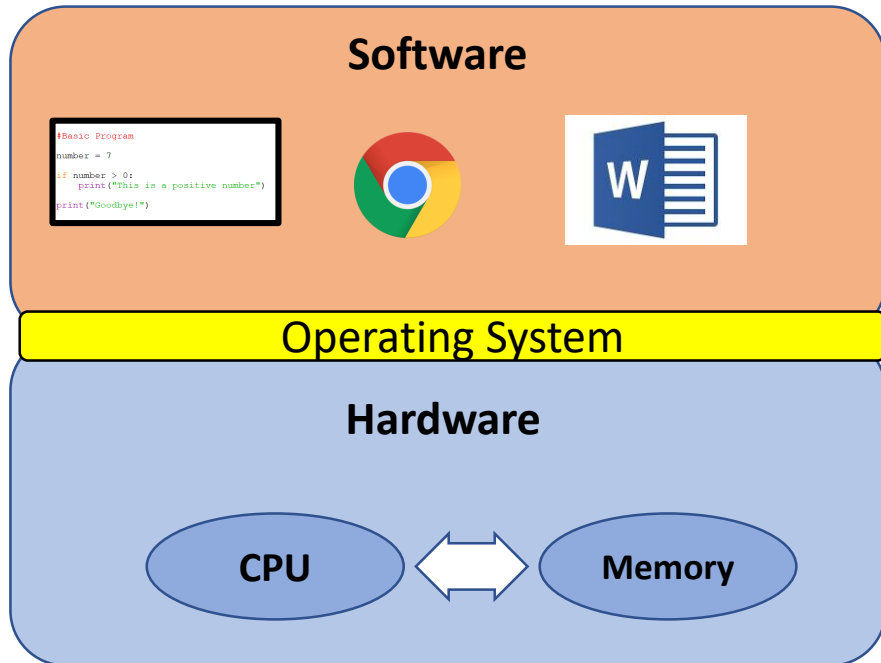 Software
#Basic Program
number = 7
if number > 0:
    print("This is a positive number")
print("Goodbye!")
W
Operating System
Hardware
CPU
Memory